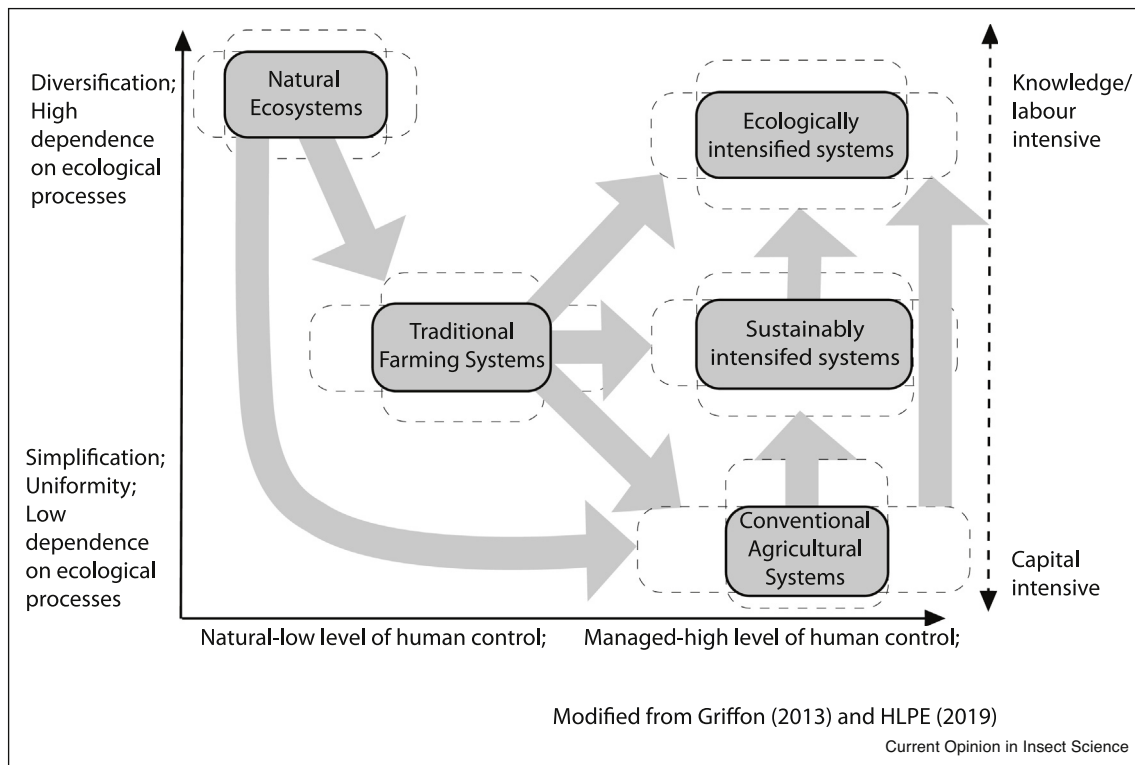 Diversification;
High
dependence
on ecological
processes
Natural
Ecosystems
Ecologically
intensified systems
Knowledge/
labour
intensive
Traditional
Farming Systems
Sustainably
intensifed systems
Simplification;
Uniformity;
Low
dependence
on ecological
processes
Conventional
Agricultural
Systems
Capital
intensive
Natural-low level of human control;
Managed-high level of human control;
Modified from Griffon (2013) and HLPE (2019)
Current Opinion in Insect Science